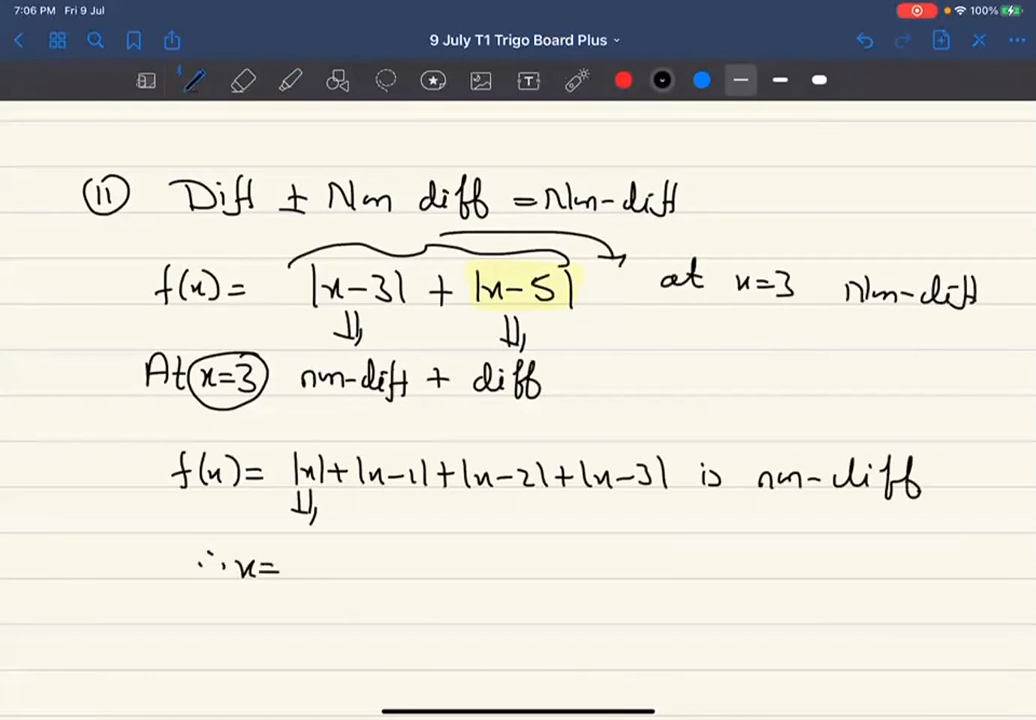 7:06 PM Fri 9 Jul 100%
9 July T1 Trigo Board Plus
(11) Diff ± Non diff = Non-diff
f(x) = |x-3| + |x-5| at x=3 Non-diff
At x=3 non-diff + diff
f(x) = |x|+|x-1|+|x-2|+|x-3| is non-diff
∴ x=